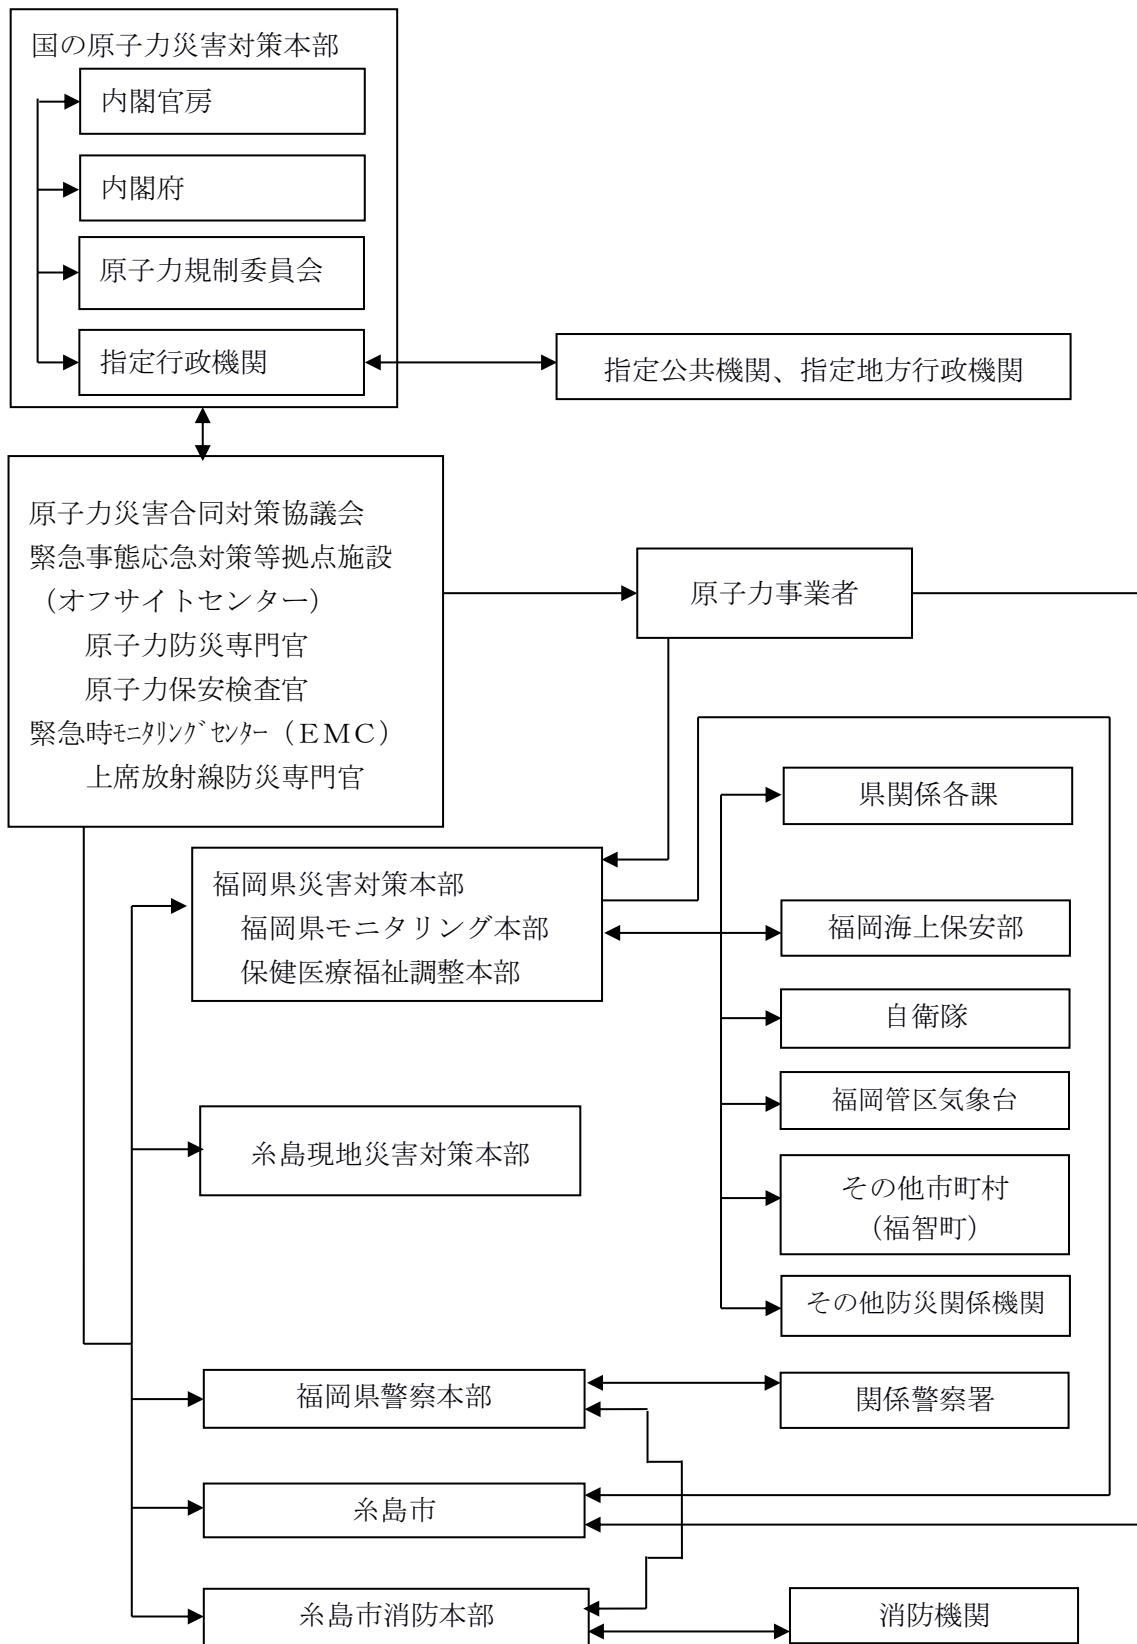 国の原子力災害対策本部
内閣官房
内閣府
原子力規制委員会
指定行政機関
指定公共機関、指定地方行政機関
原子力災害合同対策協議会
緊急事態応急対策等拠点施設
（オフサイトセンター）
原子力防災専門官
原子力保安検査官
緊急時ﾓﾆﾀﾘﾝｸﾞｾﾝﾀｰ（ＥＭＣ）
上席放射線防災専門官
原子力事業者
福岡県災害対策本部
福岡県モニタリング本部
保健医療福祉調整本部
県関係各課
福岡海上保安部
自衛隊
福岡管区気象台
その他市町村
（福智町）
その他防災関係機関
糸島現地災害対策本部
福岡県警察本部
関係警察署
糸島市
糸島市消防本部
消防機関